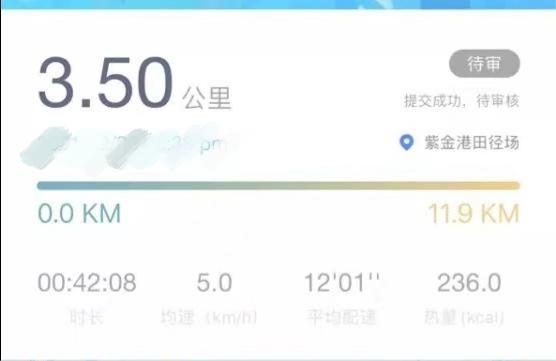 待审
3.50 公里
提交成功，待审核
pm
紫金港田径场
0.0 KM 11.9 KM
00:42:08 5.0 12'01'' 236.0
时长 均速（km/h） 平均配速 热量(kcal)